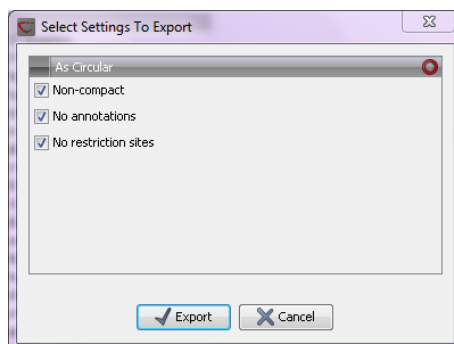 Select Settings To Export
As Circular
Non-compact
No annotations
No restriction sites
Export
Cancel